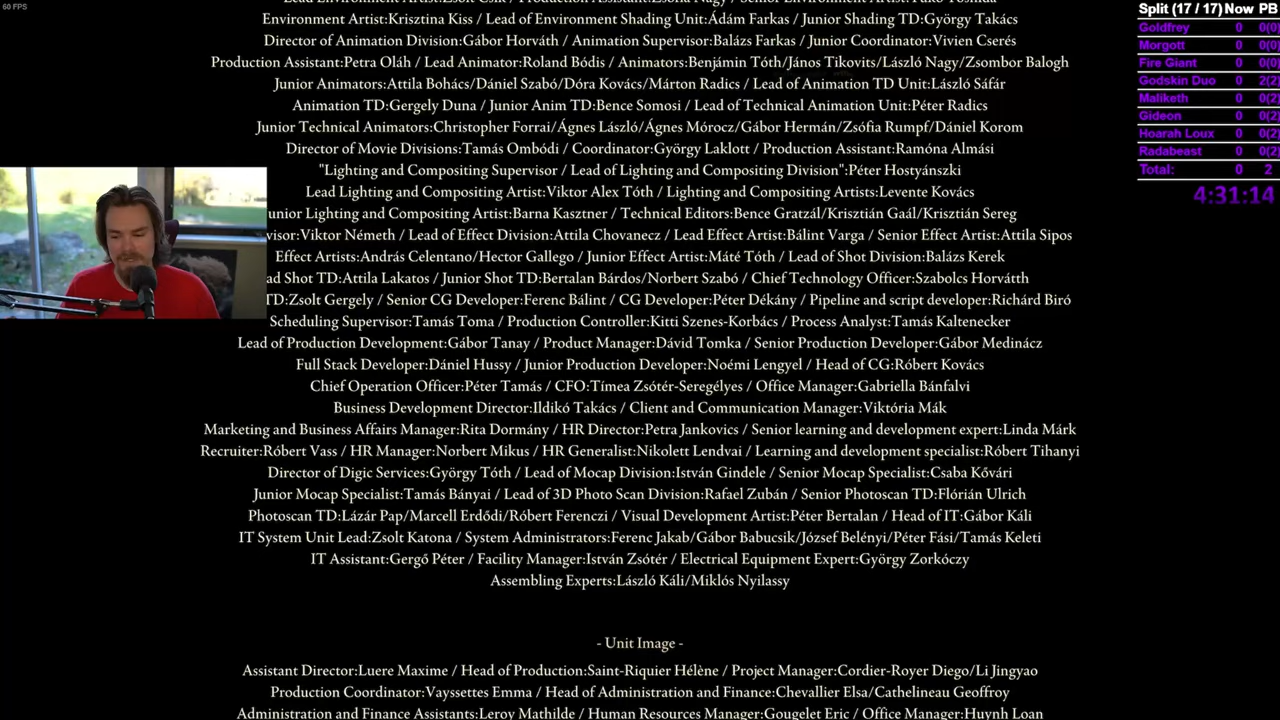 60 FPS
Environment Artist:Krisztina Kiss / Lead of Environment Shading Unit:Ádám Farkas / Junior Shading TD:György Takács
Director of Animation Division:Gábor Horváth / Animation Supervisor:Balázs Farkas / Junior Coordinator:Vivien Cserés
Production Assistant:Petra Oláh / Lead Animator:Roland Bódis / Animators:Benjámin Tóth/János Tikovits/László Nagy/Zsombor Balogh
Junior Animators:Attila Dániel Kovács/Márton Radics / Lead of Animation TD Unit:László Sáfár
Animation TD:Gergely Duna / Junior Anim TD:Bence Somosi / Lead of Technical Animation Unit:Péter Radics
Junior Technical Animators:Christopher Forrai/Ágnes László/Ágnes Mórocz/Gábor Hermán/Zsófia Rumpf/Dániel Korom
Director of Movie Divisions:Tamás Ombódi / Coordinator:György Laklott / Production Assistant:Ramóna Almási
"Lighting and Compositing Supervisor / Lead of Lighting and Compositing Division":Péter Hostyánszki
Lead Lighting and Compositing Artist:Viktor Alex Tóth / Lighting and Compositing Artists:Levente Kovács
unior Lighting and Compositing Artist:Barna Kasztner / Technical Editors:Bence Gratzál/Krisztián Gaál/Krisztián Sereg
visor:Viktor Németh / Lead of Effect Division:Attila Chovanecz / Lead Effect Artist:Bálint Varga / Senior Effect Artist:Attila Sipos
Effect Artists:András Celentano/Hector Gallego / Junior Effect Artist:Máté Tóth / Lead of Shot Division:Balázs Kerek
ad Shot TD:Attila Lakatos / Junior Shot TD:Bertalan Bárdos/Norbert Szabó / Chief Technology Officer:Szabolcs Horvátth
TD:Zsolt Gergely / Senior CG Developer:Ferenc Bálint / CG Developer:Péter Dékány / Pipeline and script developer:Richárd Biró
Scheduling Supervisor:Tamás Toma / Production Controller:Kitti Szenes-Korbács / Process Analyst:Tamás Kaltenecker
Lead of Production Development:Gábor Tanay / Product Manager:Dávid Tomka / Senior Production Developer:Gábor Medinácz
Full Stack Developer:Dániel Hussy / Junior Production Developer:Noémi Lengyel / Head of CG:Róbert Kovács
Chief Operation Officer:Péter Tamás / CFO:Tímea Zsótér-Seregélyes / Office Manager:Gabriella Bánfalvi
Business Development Director:Ildikó Takács / Client and Communication Manager:Viktória Mák
Marketing and Business Affairs Manager:Rita Dormány / HR Director:Petra Jankovics / Senior learning and development expert:Linda Márk
Recruiter:Róbert Vass / HR Manager:Norbert Mikus / HR Generalist:Nikolett Lendvai / Learning and development specialist:Róbert Tihanyi
Director of Digic Services:György Tóth / Lead of Mocap Division:István Gindele / Senior Mocap Specialist:Csaba Kővári
Junior Mocap Specialist:Tamás Bányai / Lead of 3D Photo Scan Division:Rafael Zubán / Senior Photoscan TD:Flórián Ulrich
Photoscan TD:Lázár Pap/Marcell Erdődi/Róbert Ferenczi / Visual Development Artist:Péter Bertalan / Head of IT:Gábor Káli
IT System Unit Lead:Zsolt Katona / System Administrators:Ferenc Jakab/Gábor Babucsik/József Belényi/Péter Fási/Tamás Keleti
IT Assistant:Gergő Péter / Facility Manager:István Zsótér / Electrical Equipment Expert:György Zorkóczy
Assembling Experts:László Káli/Miklós Nyilassy
- Unit Image -
Assistant Director:Luere Maxime / Head of Production:Saint-Riquier Hélène / Project Manager:Cordier-Royer Diego/Li Jingyao
Production Coordinator:Vayssettes Emma / Head of Administration and Finance:Chevallier Elsa/Cathelineau Geoffroy
Administration and Finance Assistants:Leroy Mathilde / Human Resources Manager:Gougelet Eric / Office Manager:Huynh Loan
Split (17 / 17) Now PB
Goldfrey 0 0(0)
Morgott 0 0(0)
Fire Giant 0 0(0)
Godskin Duo 0 2(2)
Maliketh 0 0(2)
Gideon 0 0(2)
Hoarah Loux 0 0(2)
Radabeast 0 0(2)
Total: 0 2
4:31:14